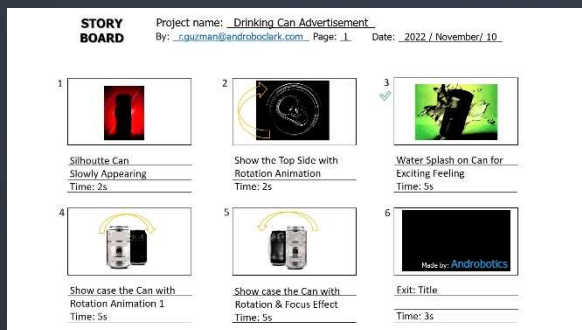 STORY BOARD
Project name: Drinking Can Advertisement
By: r.guzman@androboclark.com Page: 1 Date: 2022 / November/ 10
1
2
3
Silhoutte Can
Slowly Appearing
Time: 2s
Show the Top Side with
Rotation Animation
Time: 2s
Water Splash on Can for
Exciting Feeling
Time: 5s
4
5
6
Made by: Androbotics
Show case the Can with
Rotation Animation 1
Time: 5s
Show case the Can with
Rotation & Focus Effect
Time: 5s
Exit: Title
Time: 3s